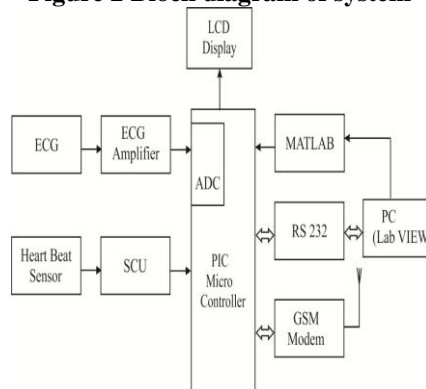 Figure 2 Block diagram of system
LCD
Display
ECG
ECG
Amplifier
ADC
MATLAB
PIC
Micro
Controller
RS 232
PC
(Lab VIEW)
Heart Beat
Sensor
SCU
GSM
Modem